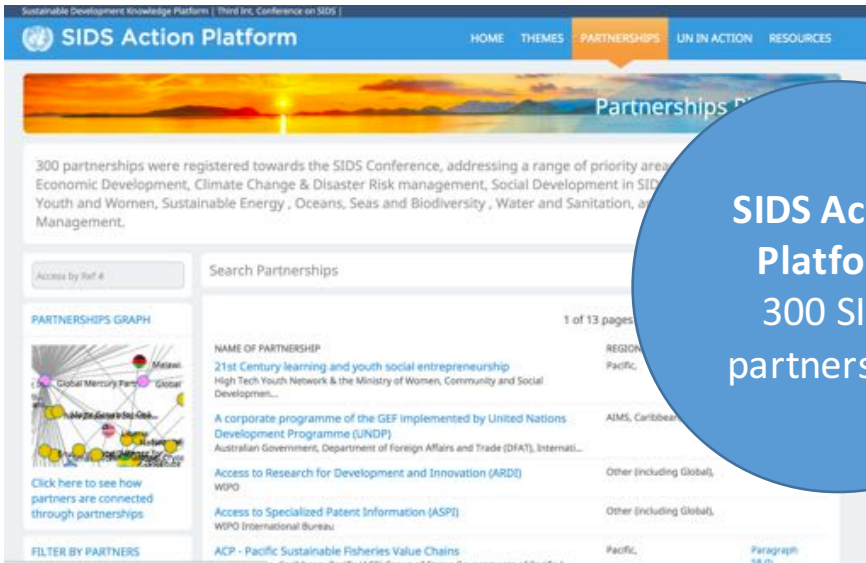 Sustainable Development Knowledge Platform | Third Int. Conference on SIDS |
SIDS Action Platform
HOME THEMES PARTNERSHIPS UN IN ACTION RESOURCES
Partnerships
300 partnerships were registered towards the SIDS Conference, addressing a range of priority area
Economic Development, Climate Change & Disaster Risk management, Social Development in SID
Youth and Women, Sustainable Energy , Oceans, Seas and Biodiversity , Water and Sanitation, a
Management.
SIDS Ac
Platfo
300 SI
partners
Access by Ref #
Search Partnerships
PARTNERSHIPS GRAPH
1 of 13 pages
NAME OF PARTNERSHIP
REGION
Malawi
Global Mercury Part
Global
Liberia
21st Century learning and youth social entrepreneurship
Pacific,
High Tech Youth Network & the Ministry of Women, Community and Social
Developmen...
A corporate programme of the GEF implemented by United Nations
AIMS, Caribbean
Development Programme (UNDP)
Australian Government, Department of Foreign Affairs and Trade (DFAT), Internati...
Access to Research for Development and Innovation (ARDI)
Other (including Global),
WIPO
Click here to see how
partners are connected
through partnerships
Access to Specialized Patent Information (ASPI)
Other (including Global),
WIPO International Bureau
FILTER BY PARTNERS
ACP - Pacific Sustainable Fisheries Value Chains
Pacific,
Paragraph